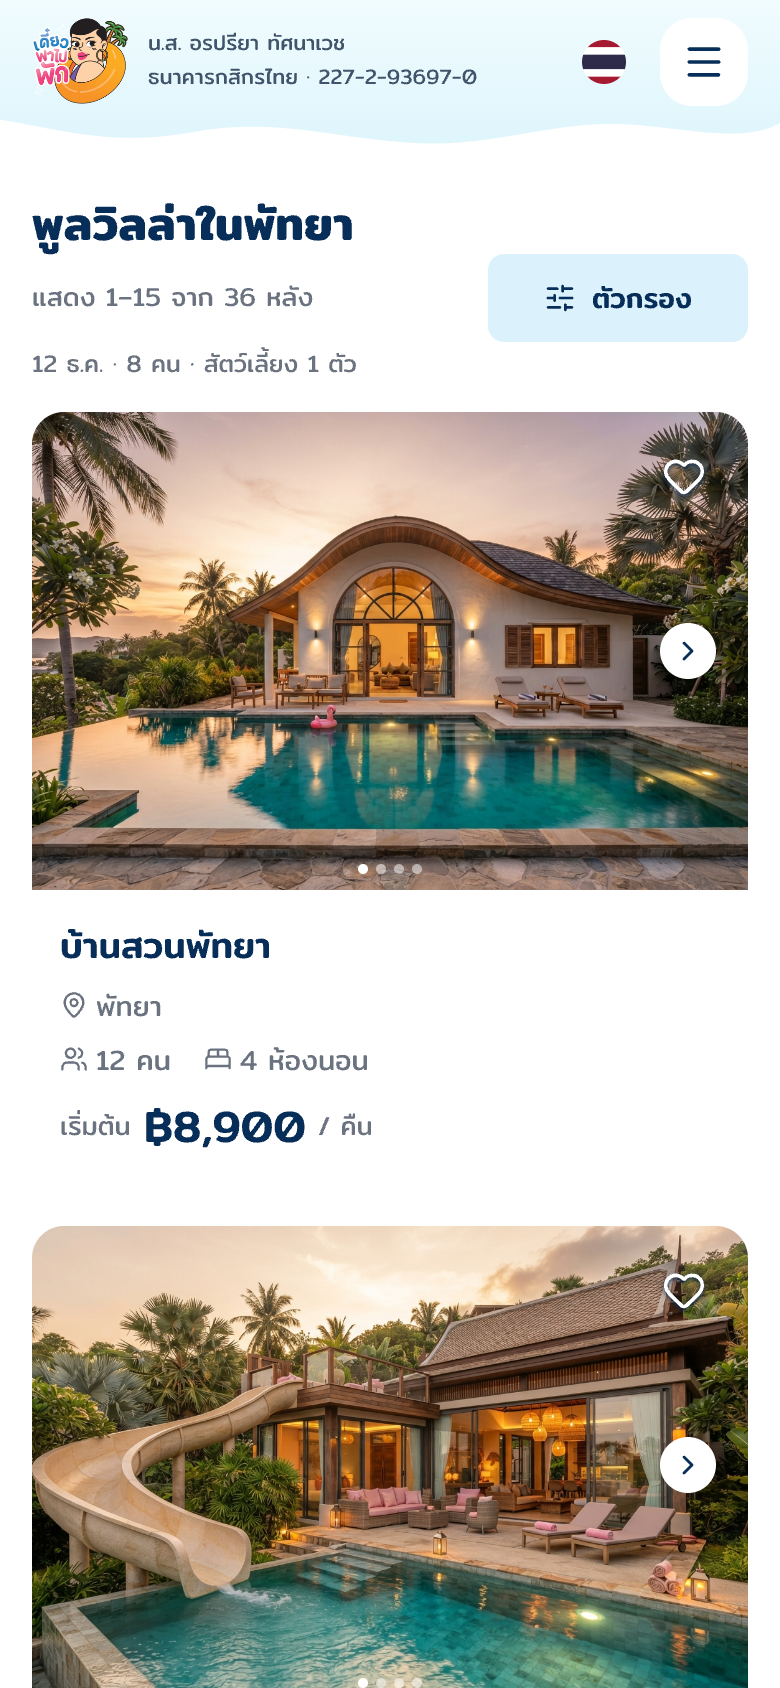 เดี๋ยว
พาไป
พัก
น.ส. อรปรียา ทัศนาเวช
ธนาคารกสิกรไทย · 227-2-93697-0
พูลวิลล่าในพัทยา
แสดง 1–15 จาก 36 หลัง
ตัวกรอง
12 ธ.ค. · 8 คน · สัตว์เลี้ยง 1 ตัว
บ้านสวนพัทยา
พัทยา
12 คน 4 ห้องนอน
เริ่มต้น ฿8,900 / คืน